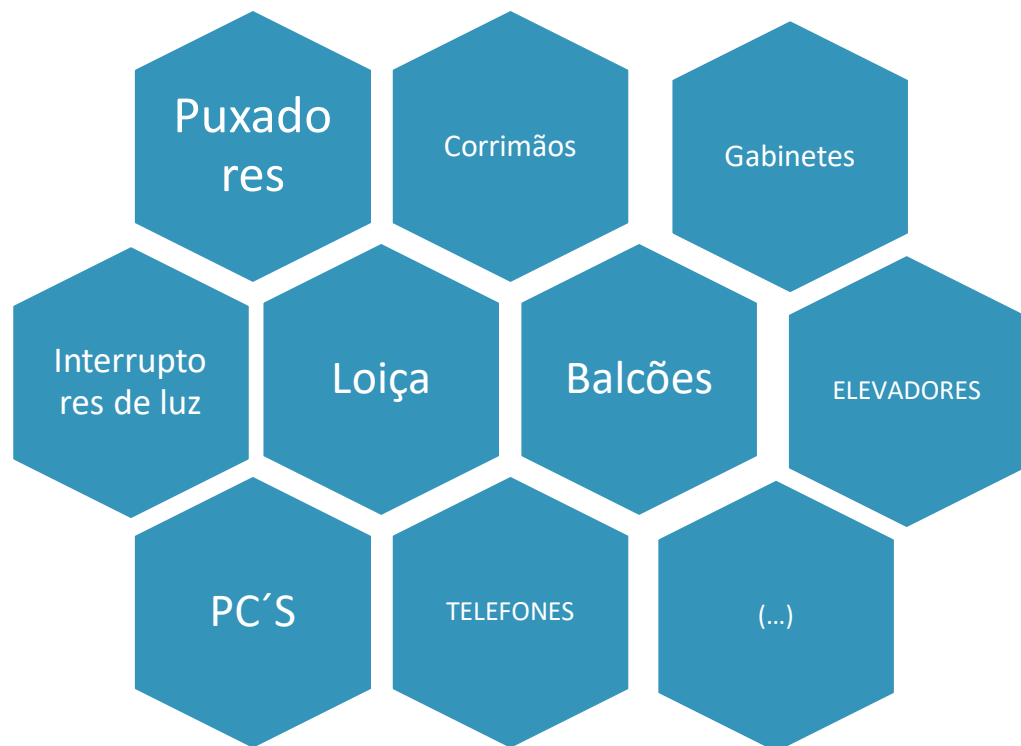 Puxado
res
Corrimãos
Gabinetes
Interrupto
res de luz
Loiça
Balcões
ELEVADORES
PC´S
TELEFONES
(...)